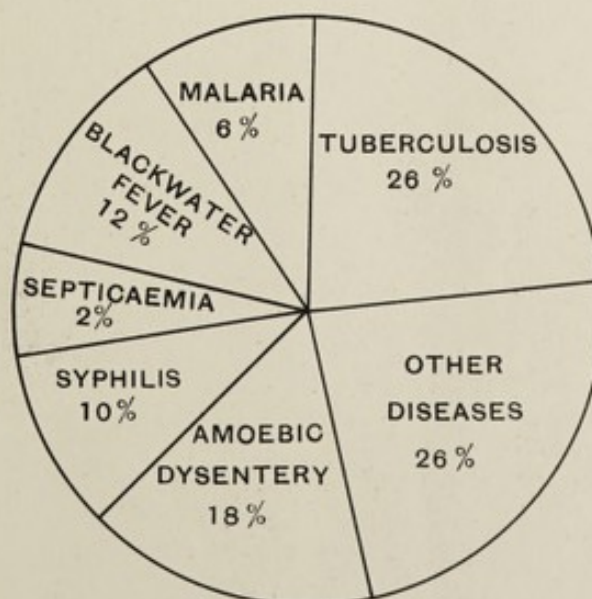 MALARIA
6%
TUBERCULOSIS
26 %
BLACKWATER
FEVER
12 %
SEPTICAEMIA
2%
SYPHILIS
10%
OTHER
DISEASES
26%
AMOEBIC
DYSENTERY
18%